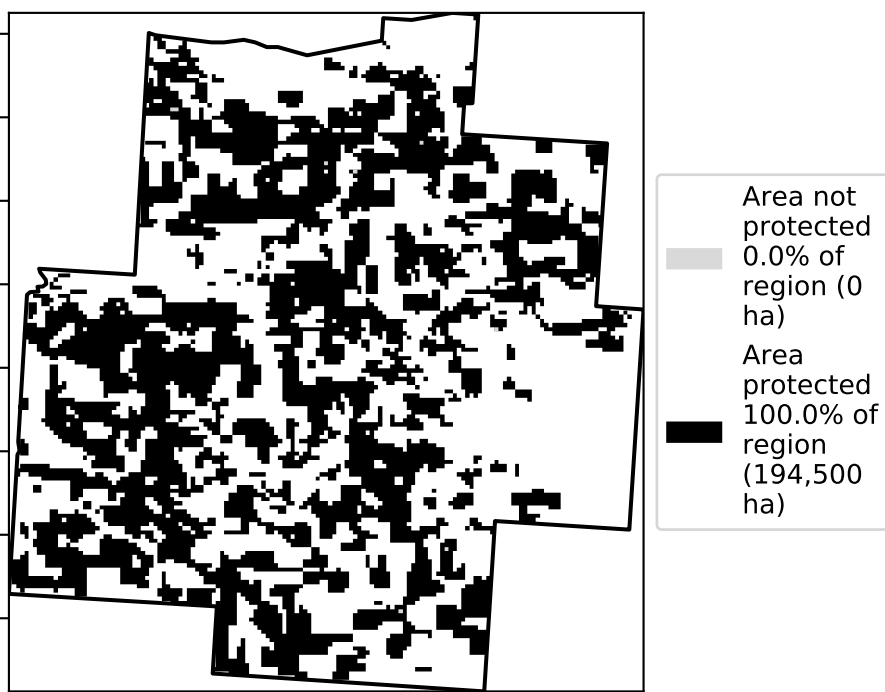 Area not
protected
0.0% of
region (0
ha)
Area
protected
100.0% of
region
(194,500
ha)